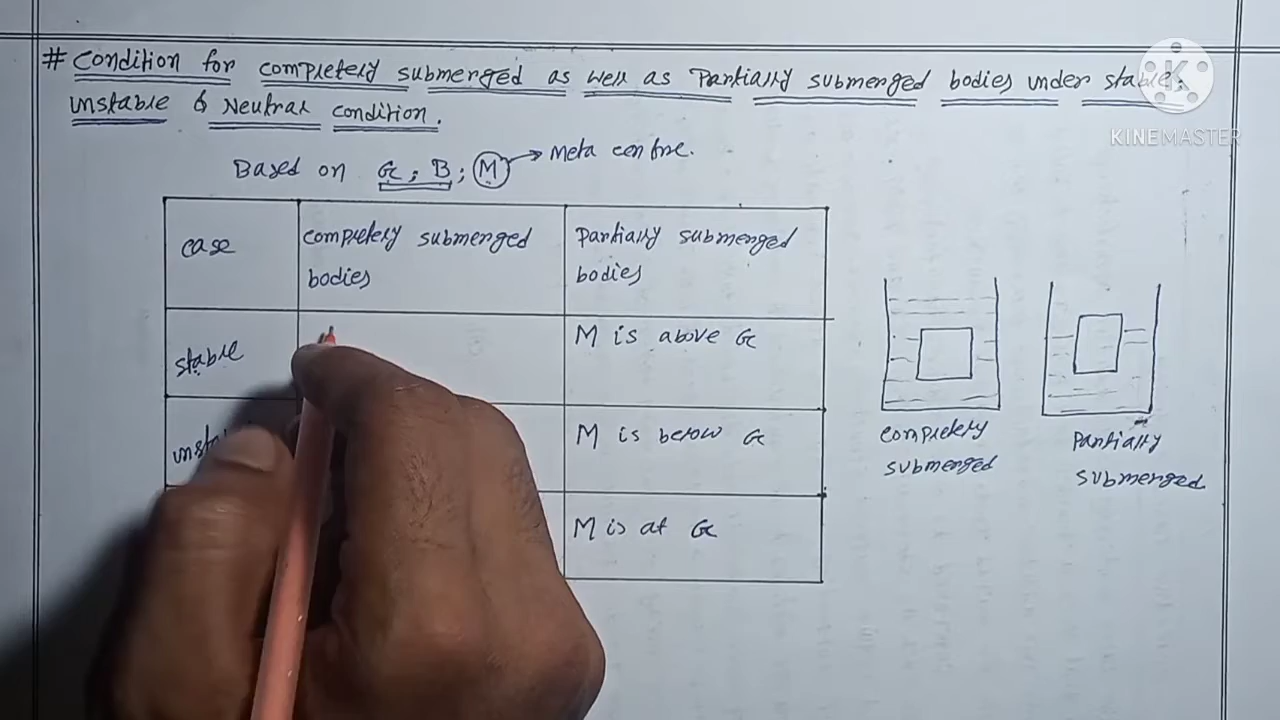 # Condition for completely submerged as well as Partially submerged bodies under stable,
unstable & Neutral condition.
KINEMASTER
Based on G, B; M → Meta centre.
case
completely submerged
bodies
Partially submerged
bodies
stable
M is above G
M is below G
M is at G
completely
submerged
Partially
submerged